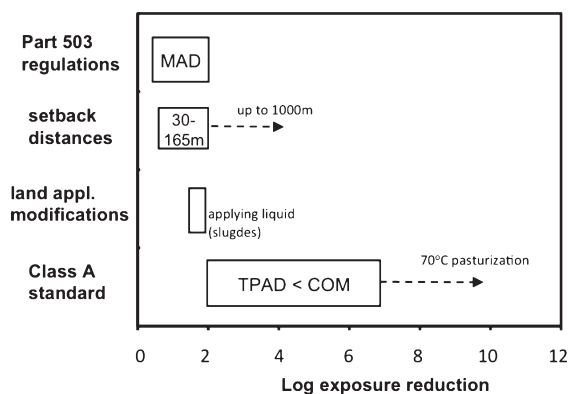 Part 503
regulations
MAD
setback
distances
30-
165m
up to 1000m
land appl.
modifications
applying liquid
(slugdes)
Class A
standard
TPAD < COM
70°C pasturization
0 2 4 6 8 10 12
Log exposure reduction